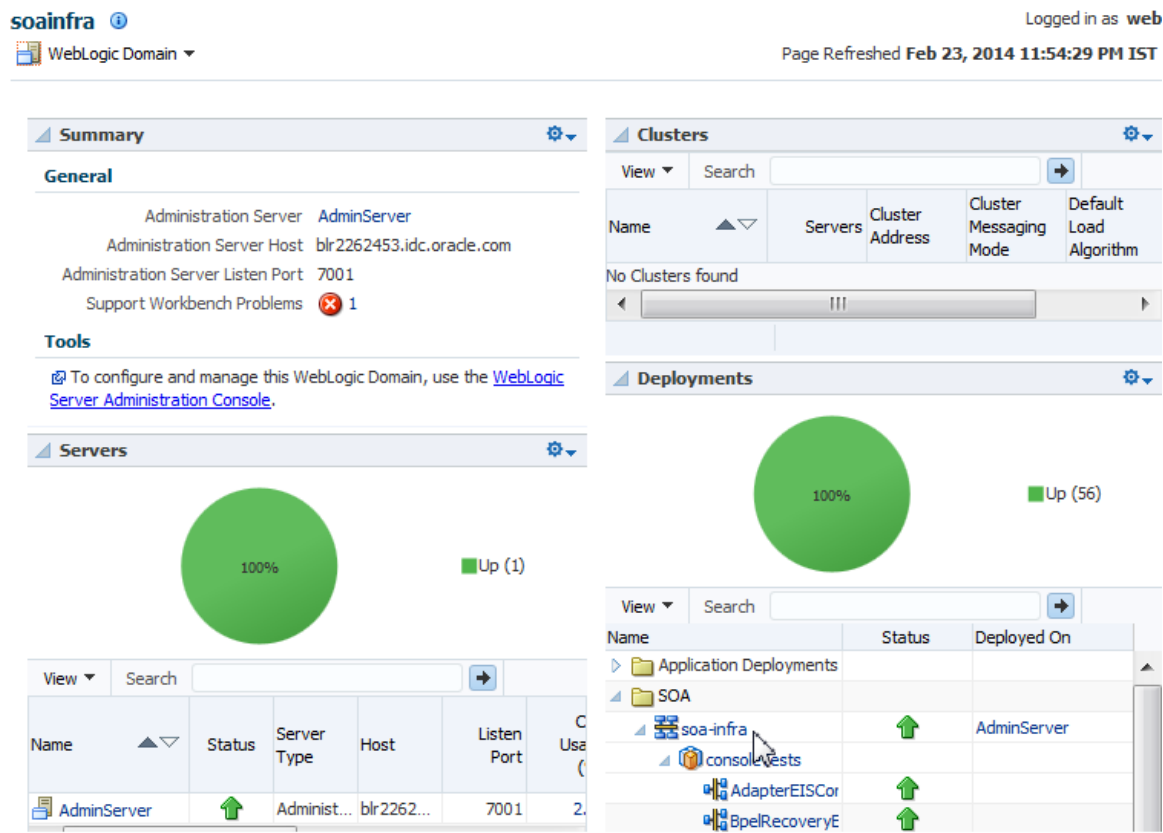 soainfra
Logged in as web
WebLogic Domain
Page Refreshed Feb 23, 2014 11:54:29 PM IST
Summary
General
Administration Server AdminServer
Administration Server Host blr2262453.idc.oracle.com
Administration Server Listen Port 7001
Support Workbench Problems 1
Tools
To configure and manage this WebLogic Domain, use the WebLogic
Server Administration Console.
Servers
100%
Up (1)
View Search
Name Status Server Type Host Listen Port
AdminServer Administ... blr2262... 7001 2.
Clusters
View Search
Name Servers Cluster Address Cluster Messaging Mode Default Load Algorithm
No Clusters found
Deployments
100%
Up (56)
View Search
Name Status Deployed On
Application Deployments
SOA
soa-infra AdminServer
AdapterEISCor
BpelRecoveryE